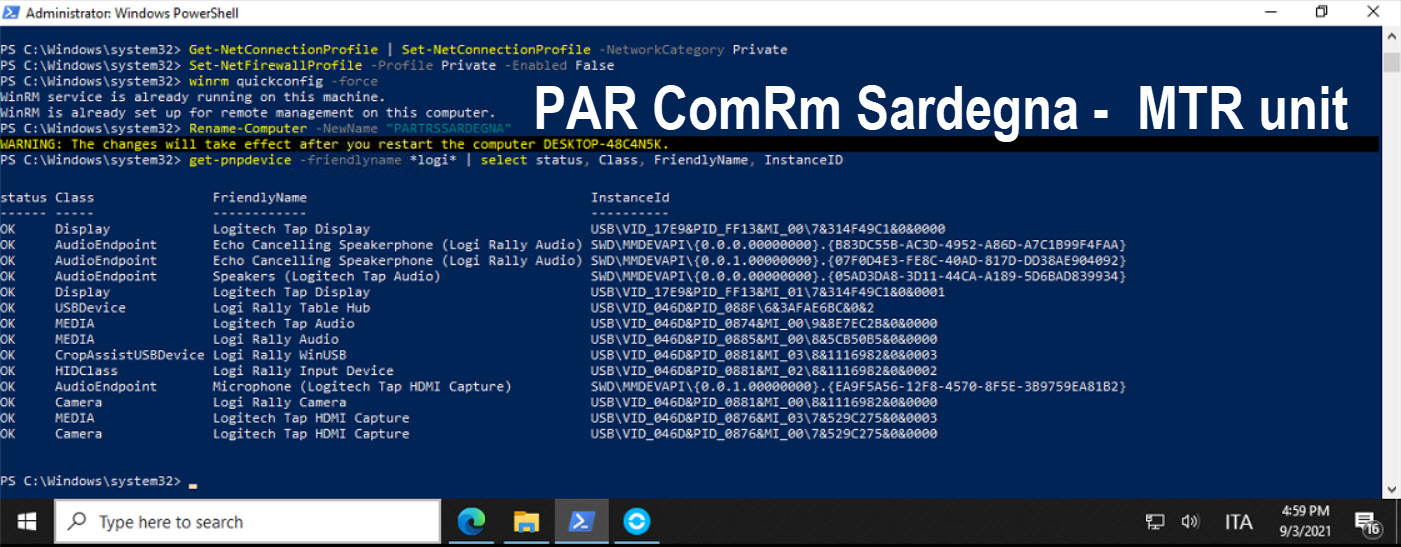 Administrator: Windows PowerShell
PS C:\Windows\system32> Get-NetConnectionProfile | Set-NetConnectionProfile -NetworkCategory Private
PS C:\Windows\system32> Set-NetFirewallProfile -Profile Private -Enabled False
PS C:\Windows\system32> winrm quickconfig -force
WinRM service is already running on this machine.
WinRM is already set up for remote management on this computer.
PS C:\Windows\system32> Rename-Computer -NewName "PARTRSSARDEGNA"
PAR ComRm Sardegna - MTR unit
WARNING: The changes will take effect after you restart the computer DESKTOP-48C4N5K.
PS C:\Windows\system32> get-pnpdevice -friendlyname *logi* | select status, Class, FriendlyName, InstanceID
status Class FriendlyName InstanceId
------ ----- ------------ ----------
OK Display Logitech Tap Display USB\VID_17E9&PID_FF13&MI_00\7&314F49C1&0&0000
OK AudioEndpoint Echo Cancelling Speakerphone (Logi Rally Audio) SWD\MMDEVAPI\{0.0.0.00000000}.{B83DC55B-AC3D-4952-A86D-A7C1B99F4FAA}
OK AudioEndpoint Echo Cancelling Speakerphone (Logi Rally Audio) SWD\MMDEVAPI\{0.0.1.00000000}.{07F0D4E3-FE8C-40AD-817D-DD38AE904092}
OK AudioEndpoint Speakers (Logitech Tap Audio) SWD\MMDEVAPI\{0.0.0.00000000}.{05AD3DA8-3D11-44CA-A189-5D6BAD839934}
OK Display Logitech Tap Display USB\VID_17E9&PID_FF13&MI_01\7&314F49C1&0&0001
OK USBDevice Logi Rally Table Hub USB\VID_046D&PID_088F\6&3AFAE6BC&0&2
OK MEDIA Logitech Tap Audio USB\VID_046D&PID_0874&MI_00\9&8E7EC2B&0&0000
OK MEDIA Logi Rally Audio USB\VID_046D&PID_0885&MI_00\8&5CB50B5&0&0000
OK CropAssistUSBDevice Logi Rally WinUSB USB\VID_046D&PID_0881&MI_03\8&1116982&0&0003
OK HIDClass Logi Rally Input Device USB\VID_046D&PID_0881&MI_02\8&1116982&0&0002
OK AudioEndpoint Microphone (Logitech Tap HDMI Capture) SWD\MMDEVAPI\{0.0.1.00000000}.{EA9F5A56-12F8-4570-8F5E-3B9759EA81B2}
OK Camera Logi Rally Camera USB\VID_046D&PID_0881&MI_00\8&1116982&0&0000
OK MEDIA Logitech Tap HDMI Capture USB\VID_046D&PID_0876&MI_03\7&529C275&0&0003
OK Camera Logitech Tap HDMI Capture USB\VID_046D&PID_0876&MI_00\7&529C275&0&0000
PS C:\Windows\system32> _
Type here to search
ITA
4:59 PM
9/3/2021
16